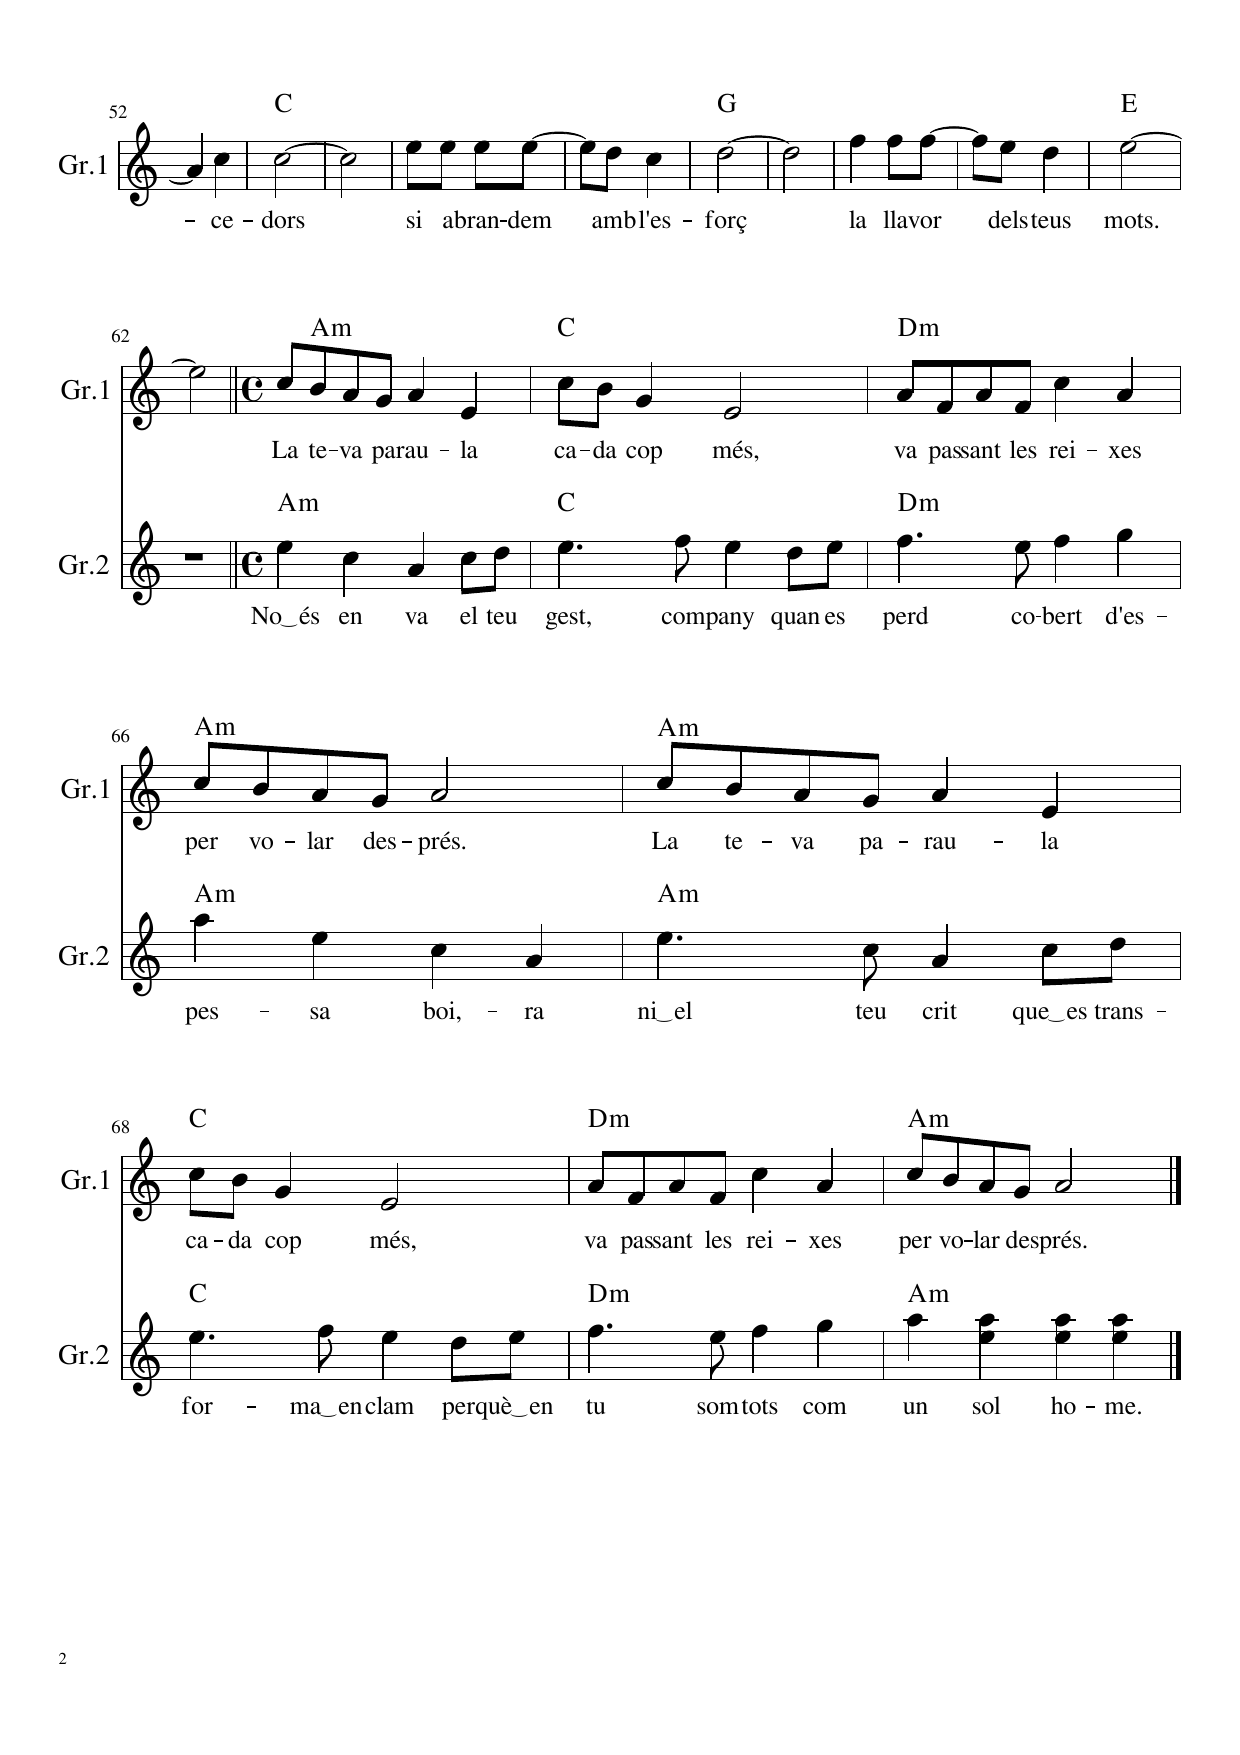 52
C G E
Gr.1
– ce – dors si abran–dem amb l'es – forç la llavor dels teus mots.
62
Am C Dm
Gr.1
La te–va parau – la ca–da cop més, va passant les rei – xes
Am C Dm
Gr.2
No‿és en va el teu gest, company quan es perd co-bert d'es –
66
Am Am
Gr.1
per vo – lar des – prés. La te – va pa – rau – la
Am Am
Gr.2
pes – sa boi, – ra ni‿el teu crit que‿es trans –
68
C Dm Am
Gr.1
ca – da cop més, va passant les rei – xes per vo–lar després.
C Dm Am
Gr.2
for – ma‿en clam perquè‿en tu som tots com un sol ho – me.
2